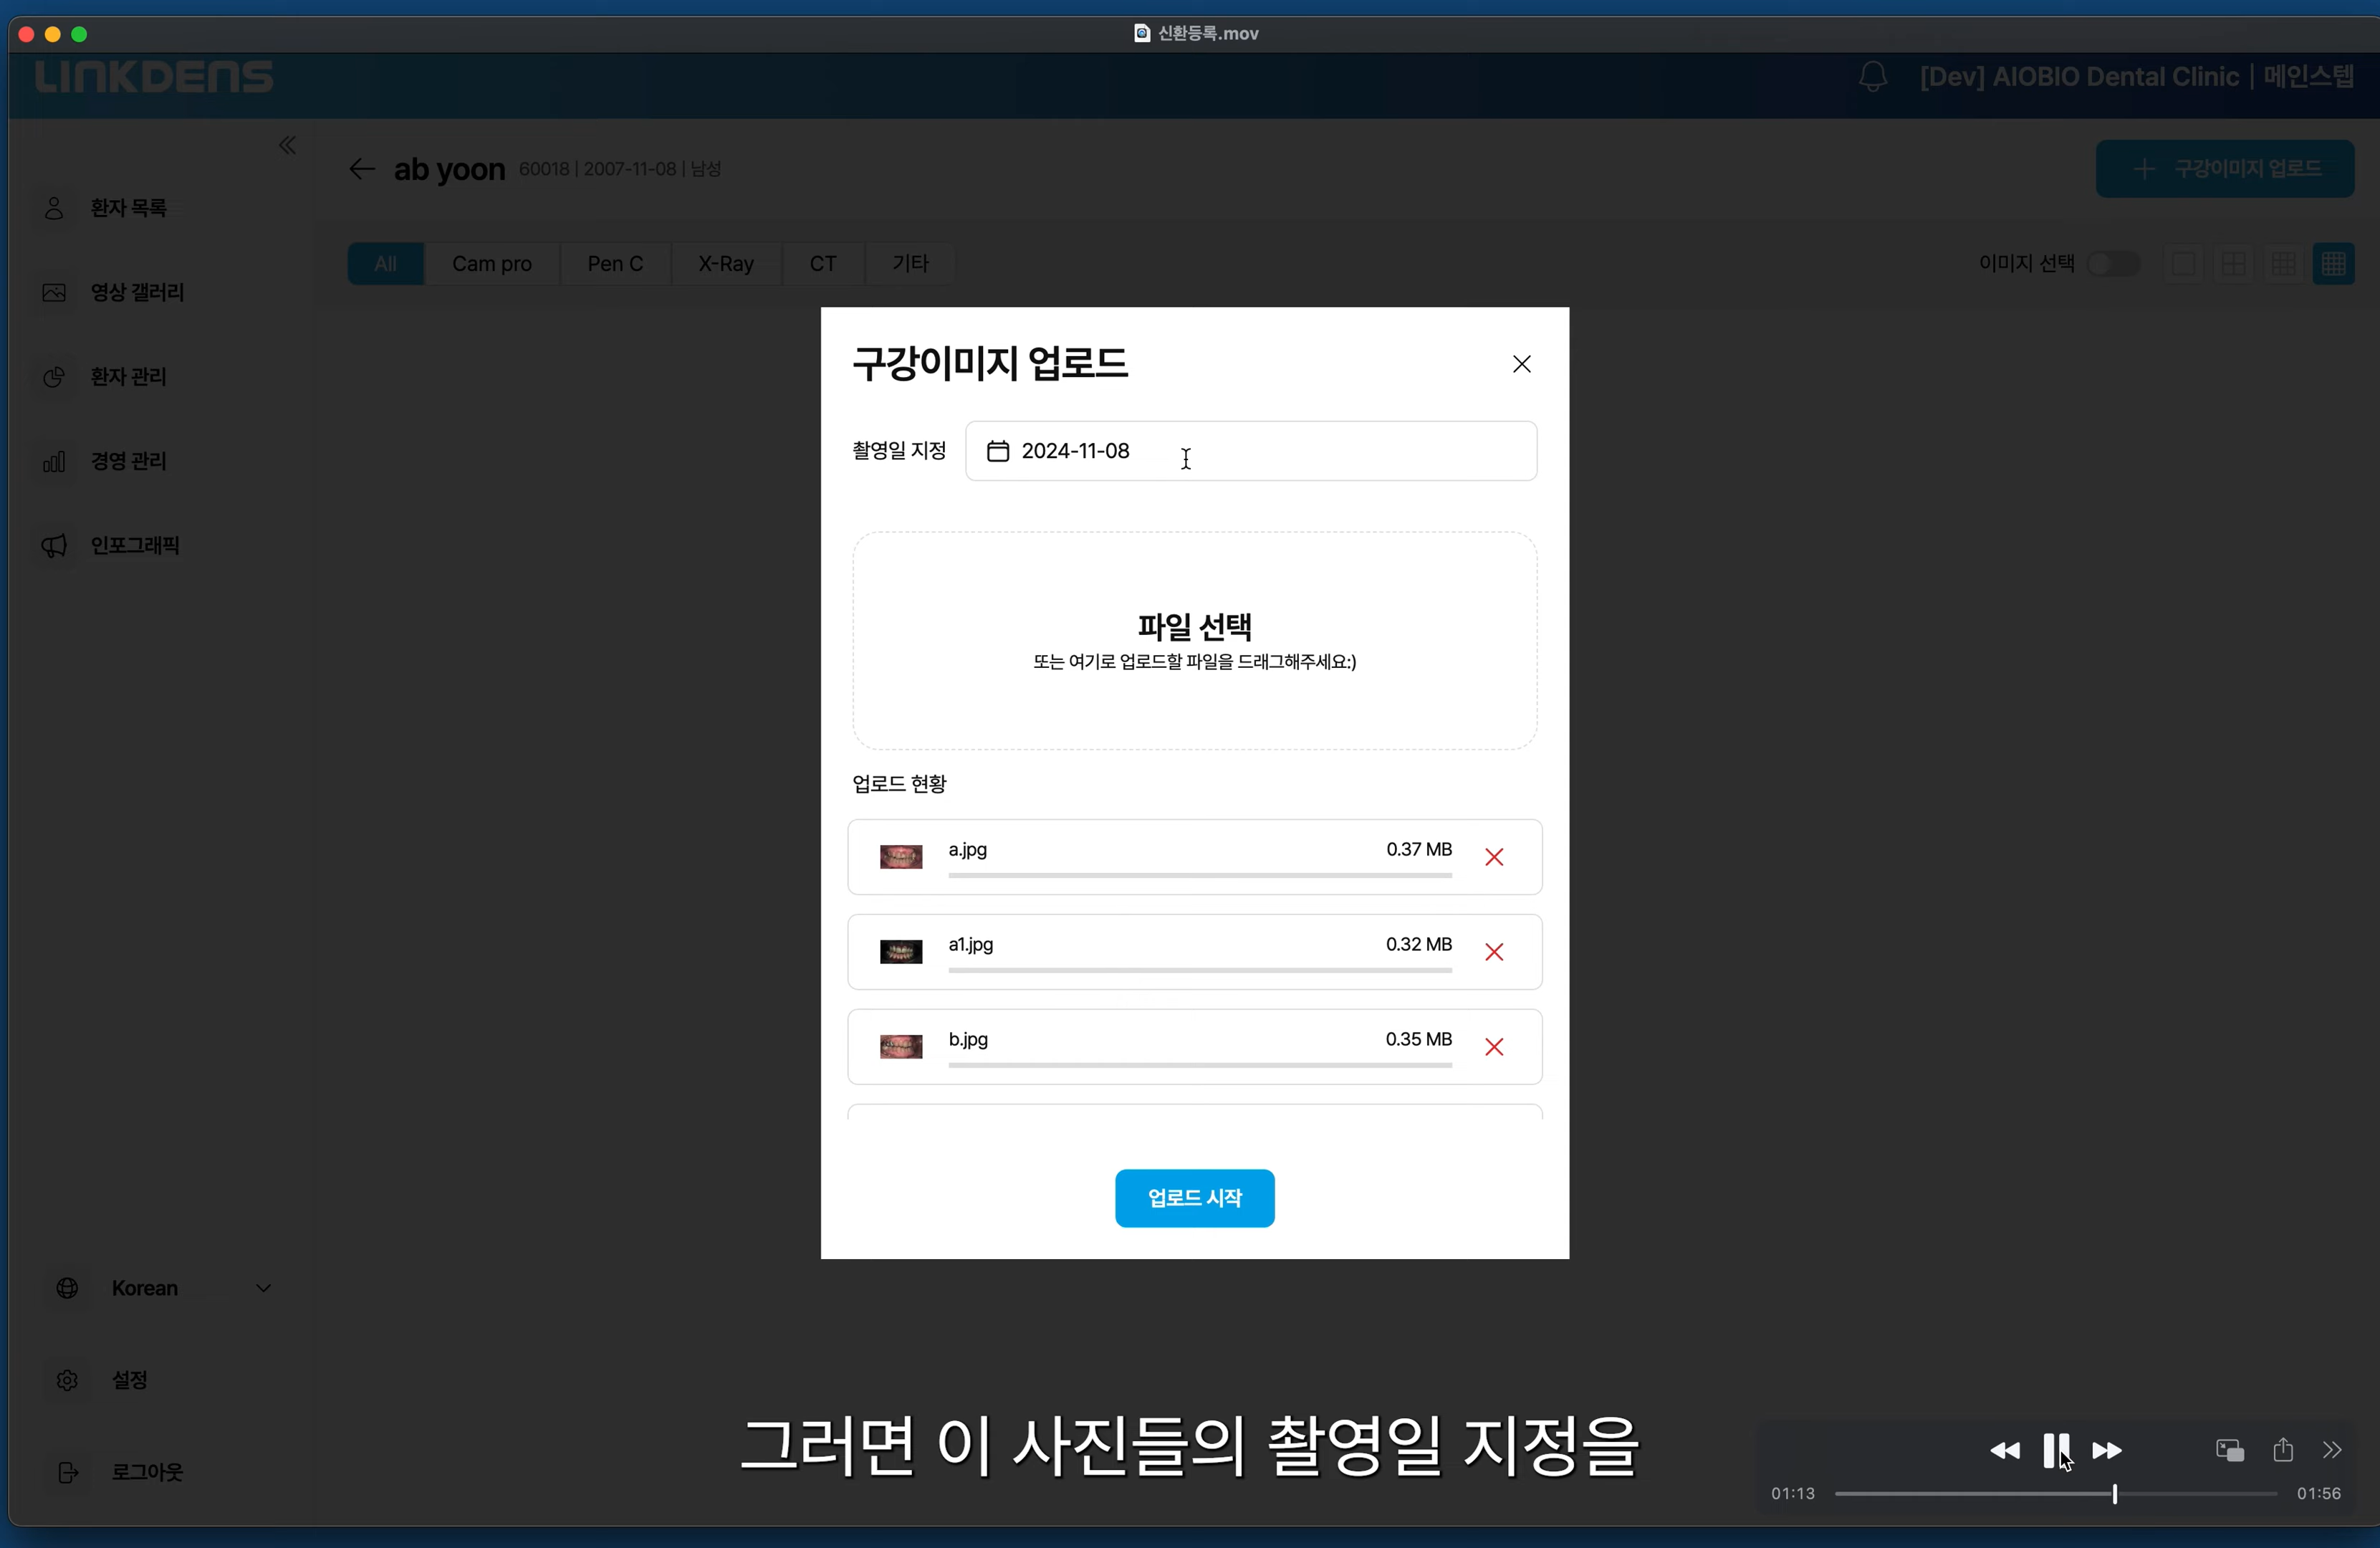 신환등록.mov
LINKDENS
[Dev] AIOBIO Dental Clinic | 메인스텝
ab yoon 60018 | 2007-11-08 | 남성
구강이미지 업로드
환자 목록
영상 갤러리
환자 관리
경영 관리
인포그래픽
All
Cam pro
Pen C
X-Ray
CT
기타
이미지 선택
구강이미지 업로드
촬영일 지정
2024-11-08
파일 선택
또는 여기로 업로드할 파일을 드래그해주세요:)
업로드 현황
a.jpg 0.37 MB
a1.jpg 0.32 MB
b.jpg 0.35 MB
업로드 시작
Korean
설정
로그아웃
그러면 이 사진들의 촬영일 지정을
01:13
01:56